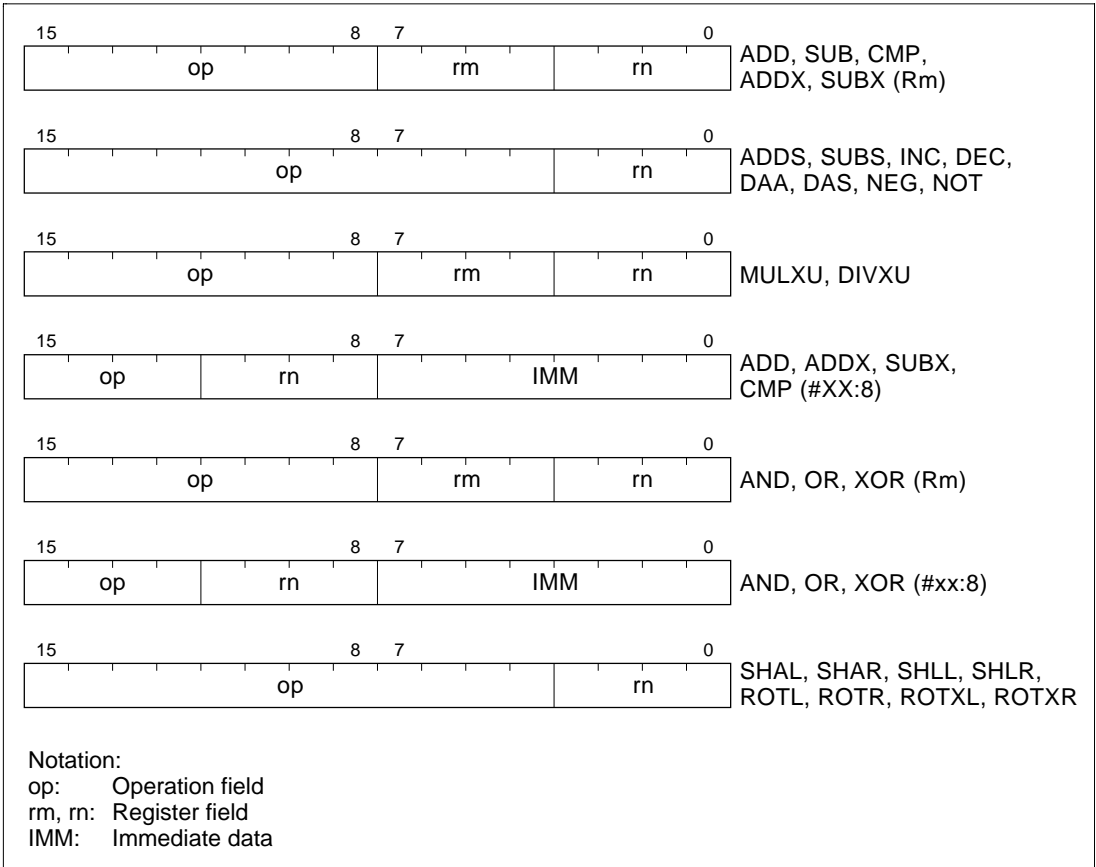 15 8 7 0
op rm rn
ADD, SUB, CMP,
ADDX, SUBX (Rm)
15 8 7 0
op rn
ADDS, SUBS, INC, DEC,
DAA, DAS, NEG, NOT
15 8 7 0
op rm rn
MULXU, DIVXU
15 8 7 0
op rn IMM
ADD, ADDX, SUBX,
CMP (#XX:8)
15 8 7 0
op rm rn
AND, OR, XOR (Rm)
15 8 7 0
op rn IMM
AND, OR, XOR (#xx:8)
15 8 7 0
op rn
SHAL, SHAR, SHLL, SHLR,
ROTL, ROTR, ROTXL, ROTXR
Notation:
op: Operation field
rm, rn: Register field
IMM: Immediate data